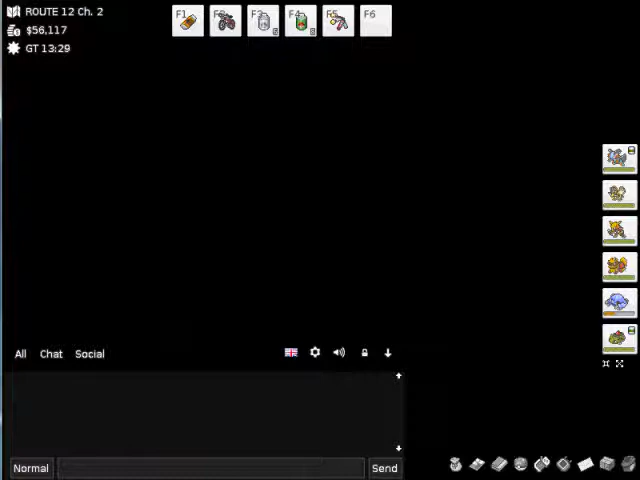 ROUTE 12 Ch. 2
$56,117
GT 13:29
F1 F2 F3 F4 F5 F6
All Chat Social
Normal Send